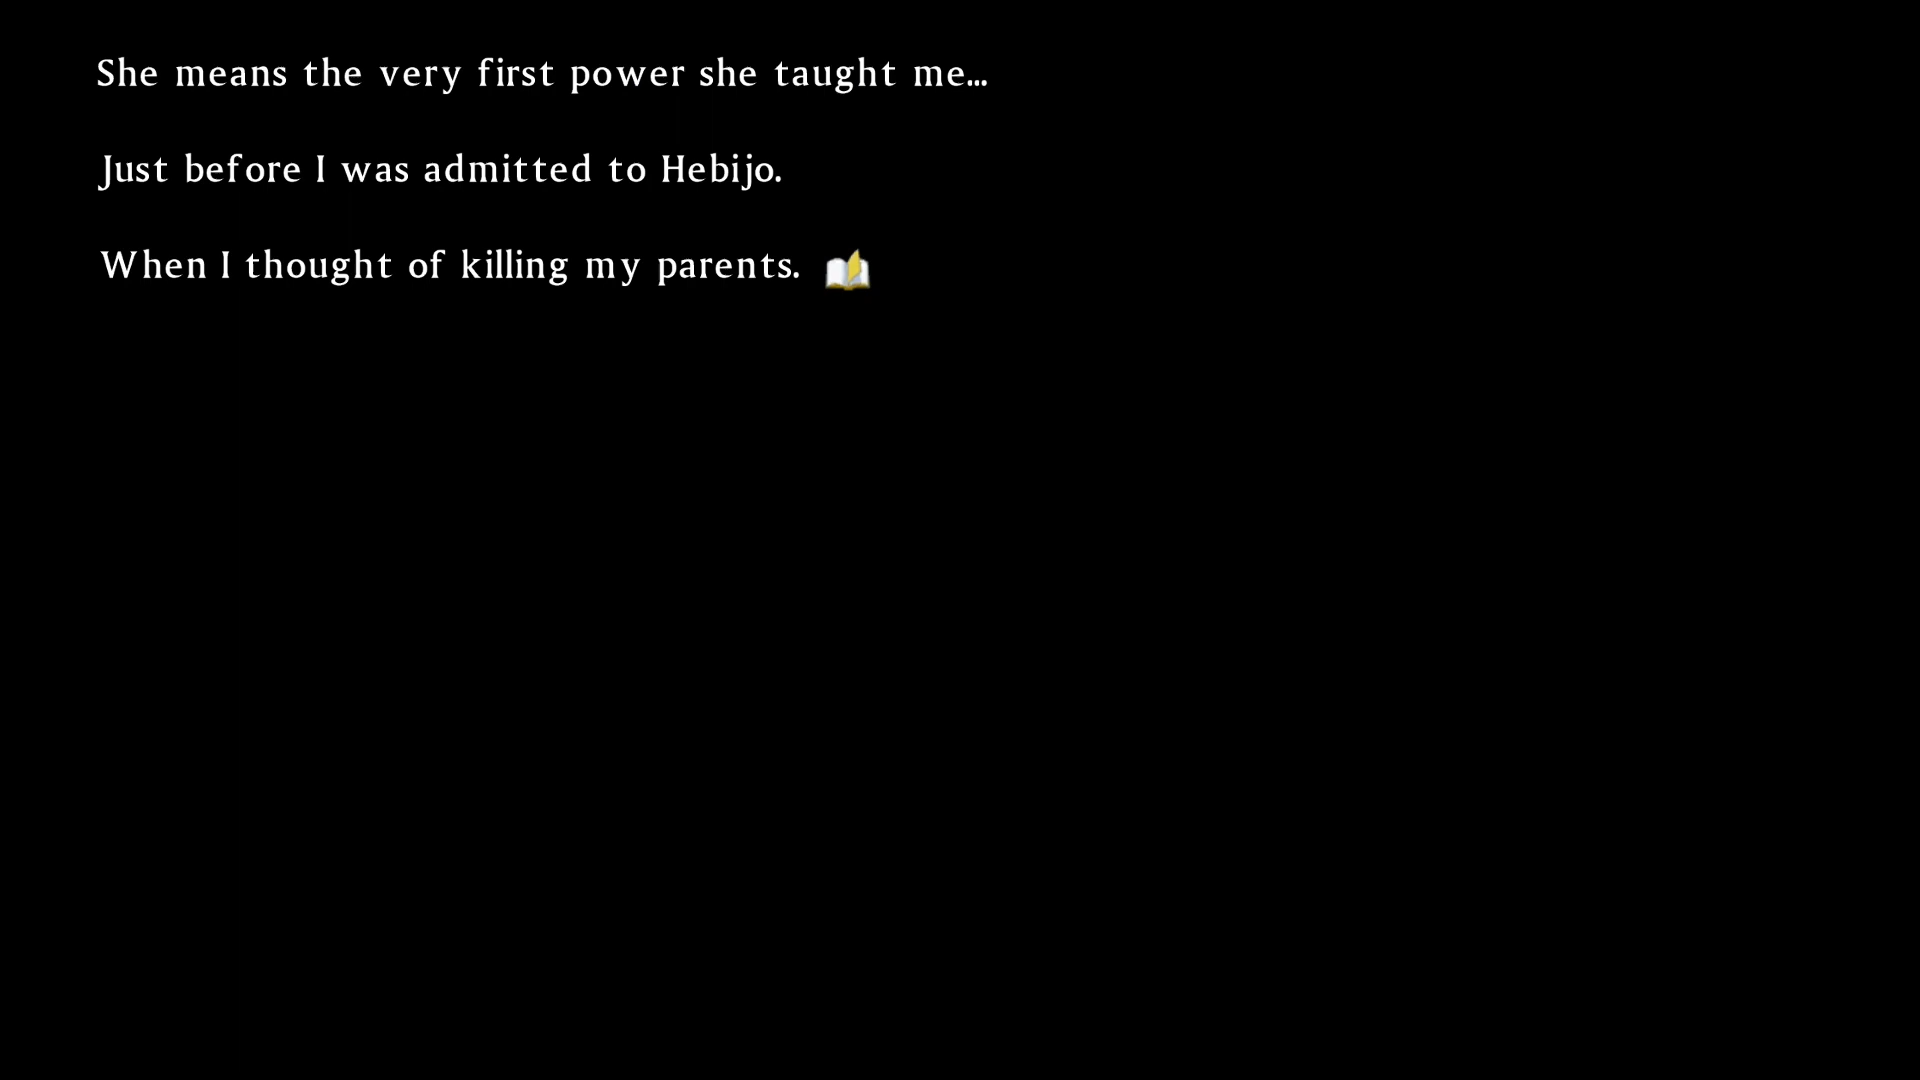 She means the very first power she taught me…
Just before I was admitted to Hebijo.
When I thought of killing my parents.